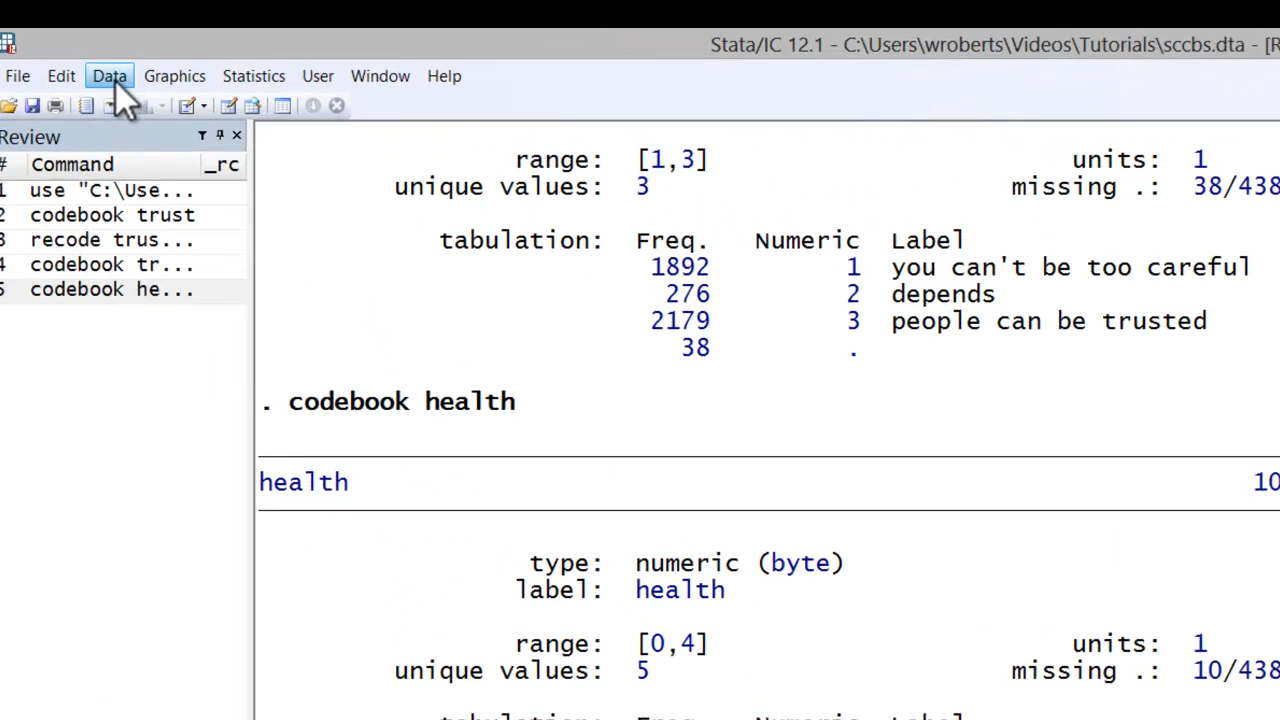 Stata/IC 12.1 - C:\Users\wroberts\Videos\Tutorials\sccbs.dta - [R
File Edit Data Graphics Statistics User Window Help
Review
# Command _rc
1 use "C:\Use...
2 codebook trust
3 recode trus...
4 codebook tr...
5 codebook he...
range: [1,3] units: 1
unique values: 3 missing .: 38/438
tabulation: Freq. Numeric Label
1892 1 you can't be too careful
276 2 depends
2179 3 people can be trusted
38 .
. codebook health
health 10
type: numeric (byte)
label: health
range: [0,4] units: 1
unique values: 5 missing .: 10/438
tabulation: Freq. Numeric Label